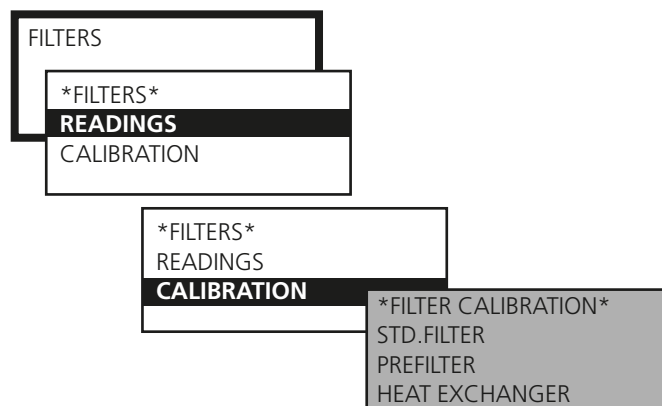 FILTERS
*FILTERS*
READINGS
CALIBRATION
*FILTERS*
READINGS
CALIBRATION
*FILTER CALIBRATION*
STD.FILTER
PREFILTER
HEAT EXCHANGER